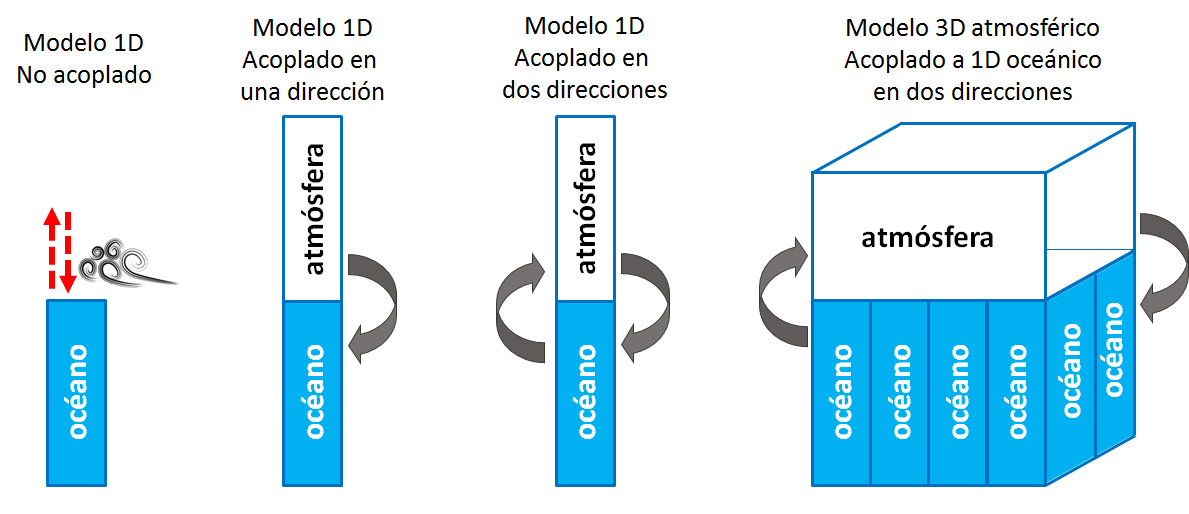 Modelo 1D
No acoplado
océano
Modelo 1D
Acoplado en
una dirección
atmósfera
océano
Modelo 1D
Acoplado en
dos direcciones
atmósfera
océano
Modelo 3D atmosférico
Acoplado a 1D oceánico
en dos direcciones
atmósfera
océano
océano
océano
océano
océano
océano